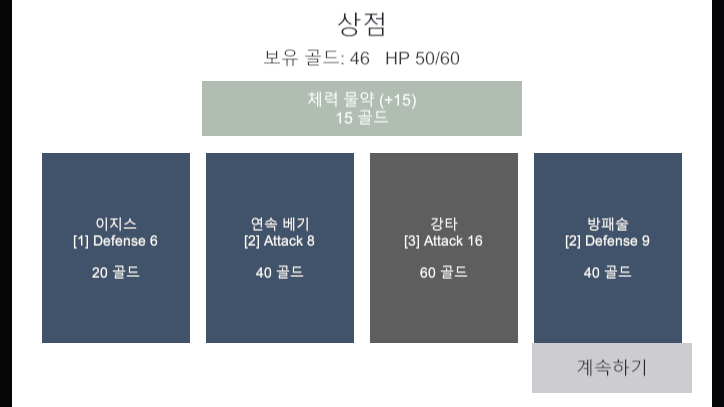 상점
보유 골드: 46 HP 50/60
체력 물약 (+15)
15 골드
이지스
[1] Defense 6
20 골드
연속 베기
[2] Attack 8
40 골드
강타
[3] Attack 16
60 골드
방패술
[2] Defense 9
40 골드
계속하기